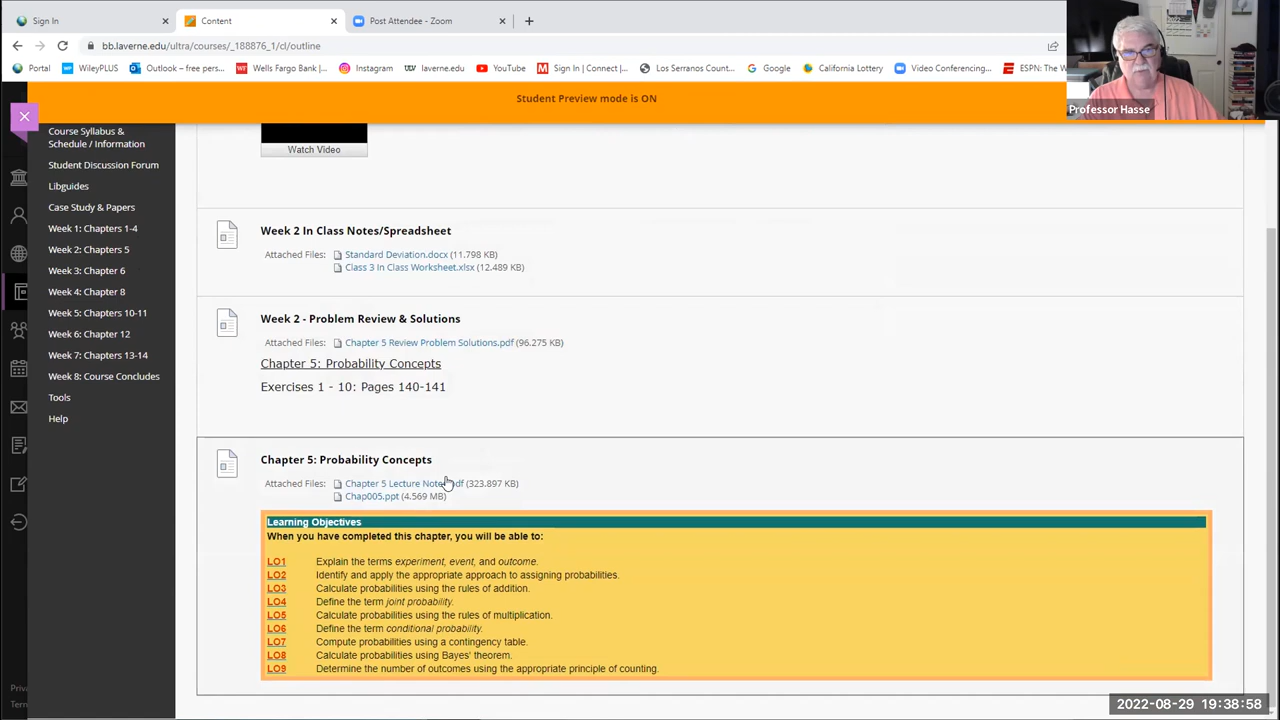 Sign In
Content
Post Attendee - Zoom
bb.laverne.edu/ultra/courses/_188876_1/cl/outline
Portal
WileyPLUS
Outlook – free pers...
Wells Fargo Bank |...
Instagram
laverne.edu
YouTube
Sign In | Connect |...
Los Serranos Count...
Google
California Lottery
Video Conferencing...
ESPN: The W
Student Preview mode is ON
Professor Hasse
Course Syllabus &
Schedule / Information
Student Discussion Forum
Libguides
Case Study & Papers
Week 1: Chapters 1-4
Week 2: Chapters 5
Week 3: Chapter 6
Week 4: Chapter 8
Week 5: Chapters 10-11
Week 6: Chapter 12
Week 7: Chapters 13-14
Week 8: Course Concludes
Tools
Help
Priva
Term
Watch Video
Week 2 In Class Notes/Spreadsheet
Attached Files: Standard Deviation.docx (11.798 KB)
Class 3 In Class Worksheet.xlsx (12.489 KB)
Week 2 - Problem Review & Solutions
Attached Files: Chapter 5 Review Problem Solutions.pdf (96.275 KB)
Chapter 5: Probability Concepts
Exercises 1 - 10: Pages 140-141
Chapter 5: Probability Concepts
Attached Files: Chapter 5 Lecture Notes.pdf (323.897 KB)
Chap005.ppt (4.569 MB)
Learning Objectives
When you have completed this chapter, you will be able to:
LO1 Explain the terms experiment, event, and outcome.
LO2 Identify and apply the appropriate approach to assigning probabilities.
LO3 Calculate probabilities using the rules of addition.
LO4 Define the term joint probability.
LO5 Calculate probabilities using the rules of multiplication.
LO6 Define the term conditional probability.
LO7 Compute probabilities using a contingency table.
LO8 Calculate probabilities using Bayes' theorem.
LO9 Determine the number of outcomes using the appropriate principle of counting.
2022-08-29 19:38:58